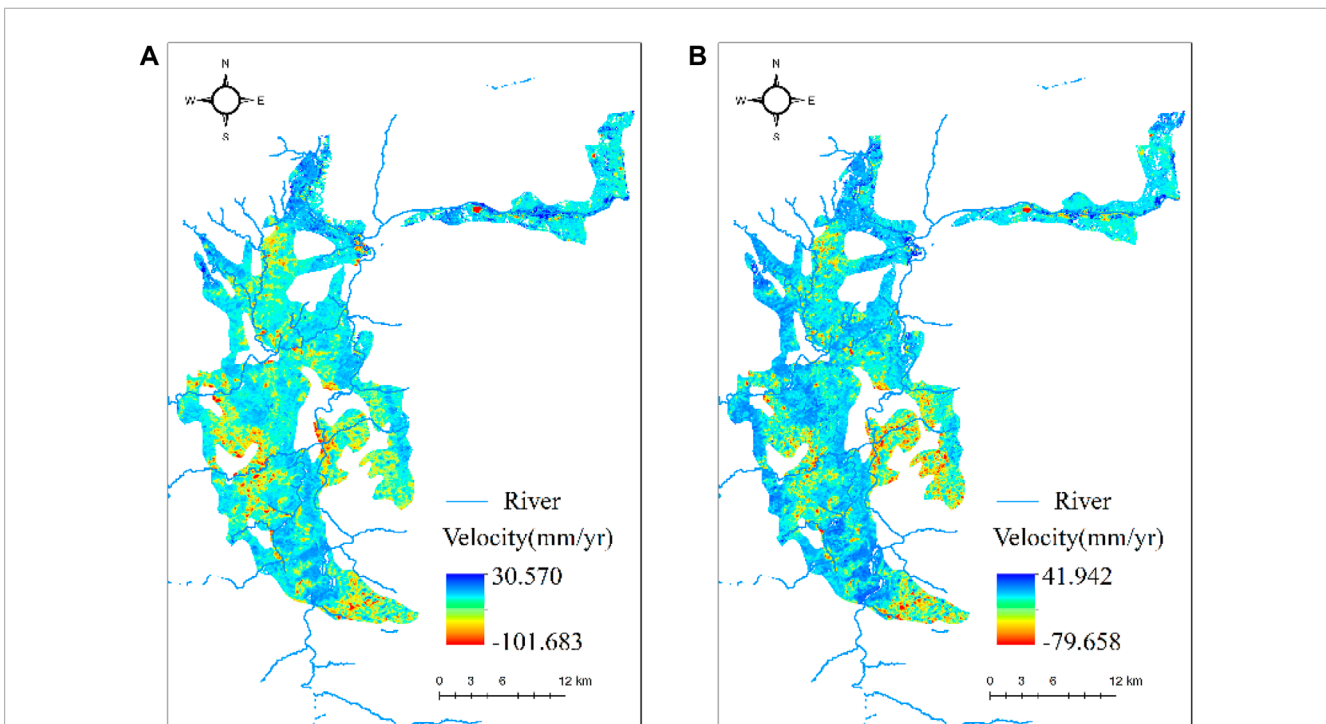 A
N
W E
S
River
Velocity(mm/yr)
30.570
-101.683
0 3 6 12 km
B
N
W E
S
River
Velocity(mm/yr)
41.942
-79.658
0 3 6 12 km